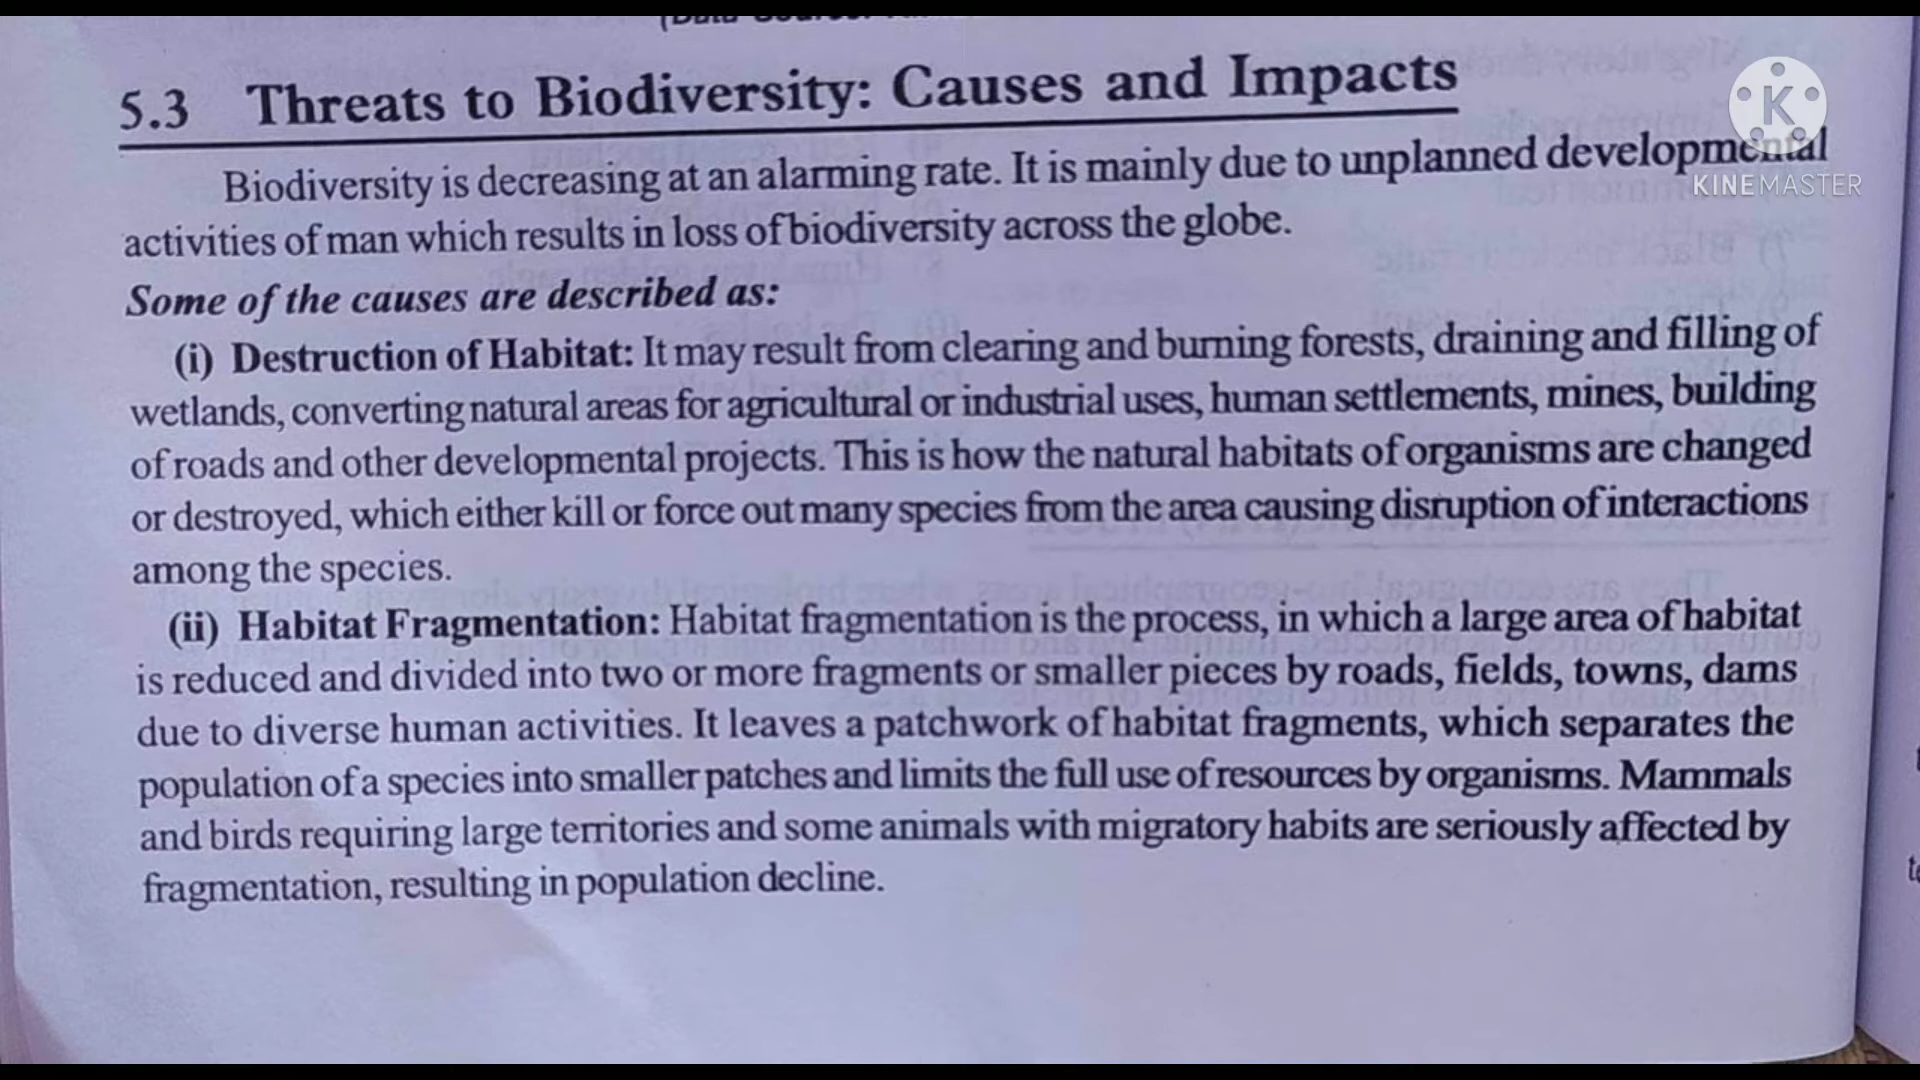 5.3 Threats to Biodiversity: Causes and Impacts
K
KINEMASTER
Biodiversity is decreasing at an alarming rate. It is mainly due to unplanned developmental
activities of man which results in loss of biodiversity across the globe.
Some of the causes are described as:
(i) Destruction of Habitat: It may result from clearing and burning forests, draining and filling of
wetlands, converting natural areas for agricultural or industrial uses, human settlements, mines, building
of roads and other developmental projects. This is how the natural habitats of organisms are changed
or destroyed, which either kill or force out many species from the area causing disruption of interactions
among the species.
(ii) Habitat Fragmentation: Habitat fragmentation is the process, in which a large area of habitat
is reduced and divided into two or more fragments or smaller pieces by roads, fields, towns, dams
due to diverse human activities. It leaves a patchwork of habitat fragments, which separates the
population of a species into smaller patches and limits the full use of resources by organisms. Mammals
and birds requiring large territories and some animals with migratory habits are seriously affected by
fragmentation, resulting in population decline.